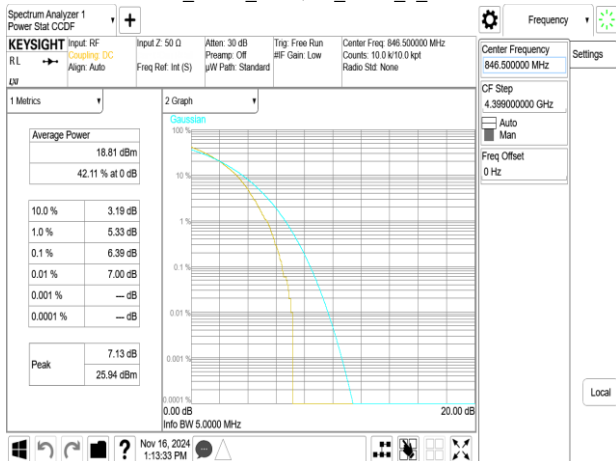 Spectrum Analyzer 1
Power Stat CCDF
Frequency
KEYSIGHT
RL
LXI
Input: RF
Coupling: DC
Align: Auto
Input Z: 50 Ω
Freq Ref: Int (S)
Atten: 30 dB
Preamp: Off
µW Path: Standard
Trig: Free Run
#IF Gain: Low
Center Freq: 846.500000 MHz
Counts: 10.0 k/10.0 kpt
Radio Std: None
Center Frequency
846.500000 MHz
Settings
CF Step
4.399000000 GHz
Auto
Man
Freq Offset
0 Hz
Local
1 Metrics
Average Power
18.81 dBm
42.11 % at 0 dB
10.0 % 3.19 dB
1.0 % 5.33 dB
0.1 % 6.39 dB
0.01 % 7.00 dB
0.001 % --- dB
0.0001 % --- dB
Peak
7.13 dB
25.94 dBm
2 Graph
Gaussian
100 %
10 %
1 %
0.1 %
0.01 %
0.001 %
0.0001 %
0.00 dB
20.00 dB
Info BW 5.0000 MHz
?
Nov 16, 2024
1:13:33 PM